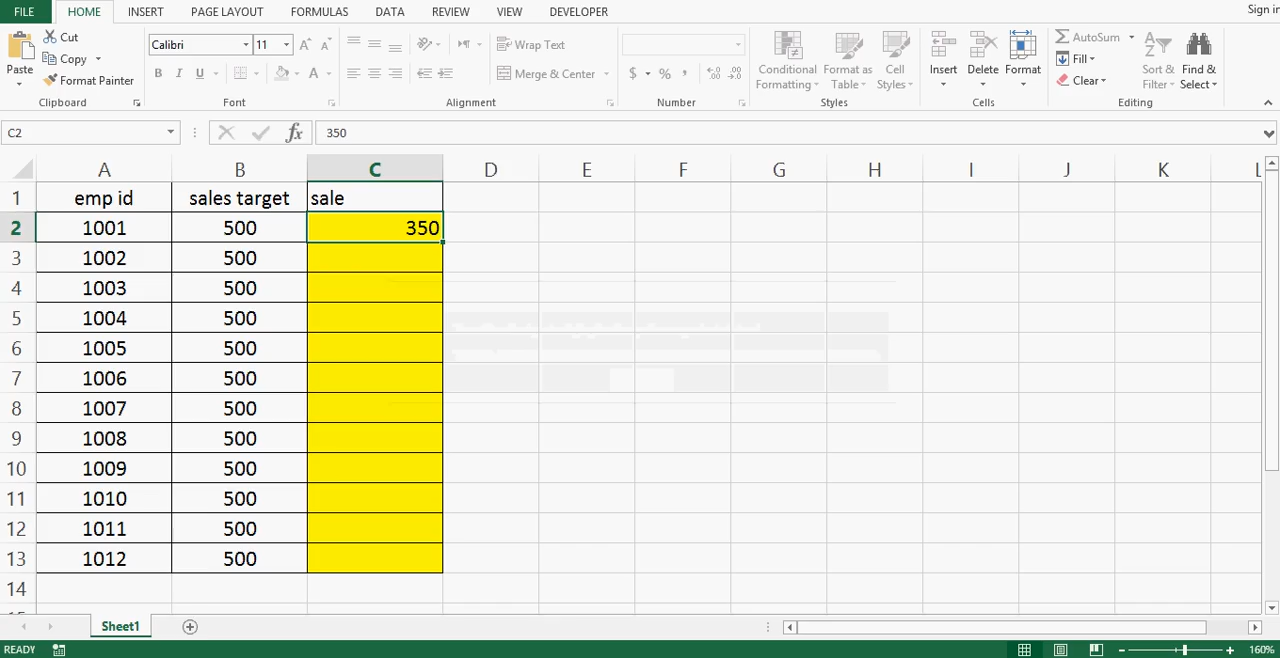 FILE HOME INSERT PAGE LAYOUT FORMULAS DATA REVIEW VIEW DEVELOPER Sign in
Paste Cut Copy Format Painter
Clipboard
Calibri 11
B I U A
Font
Wrap Text
Merge & Center
Alignment
$ % ,
Number
Conditional Formatting Format as Table Cell Styles
Styles
Insert Delete Format
Cells
AutoSum Fill Clear Sort & Filter Find & Select
Editing
C2 fx 350
A B C D E F G H I J K L
1 emp id sales target sale
2 1001 500 350
3 1002 500
4 1003 500
5 1004 500
6 1005 500
7 1006 500
8 1007 500
9 1008 500
10 1009 500
11 1010 500
12 1011 500
13 1012 500
14
Sheet1
READY 160%